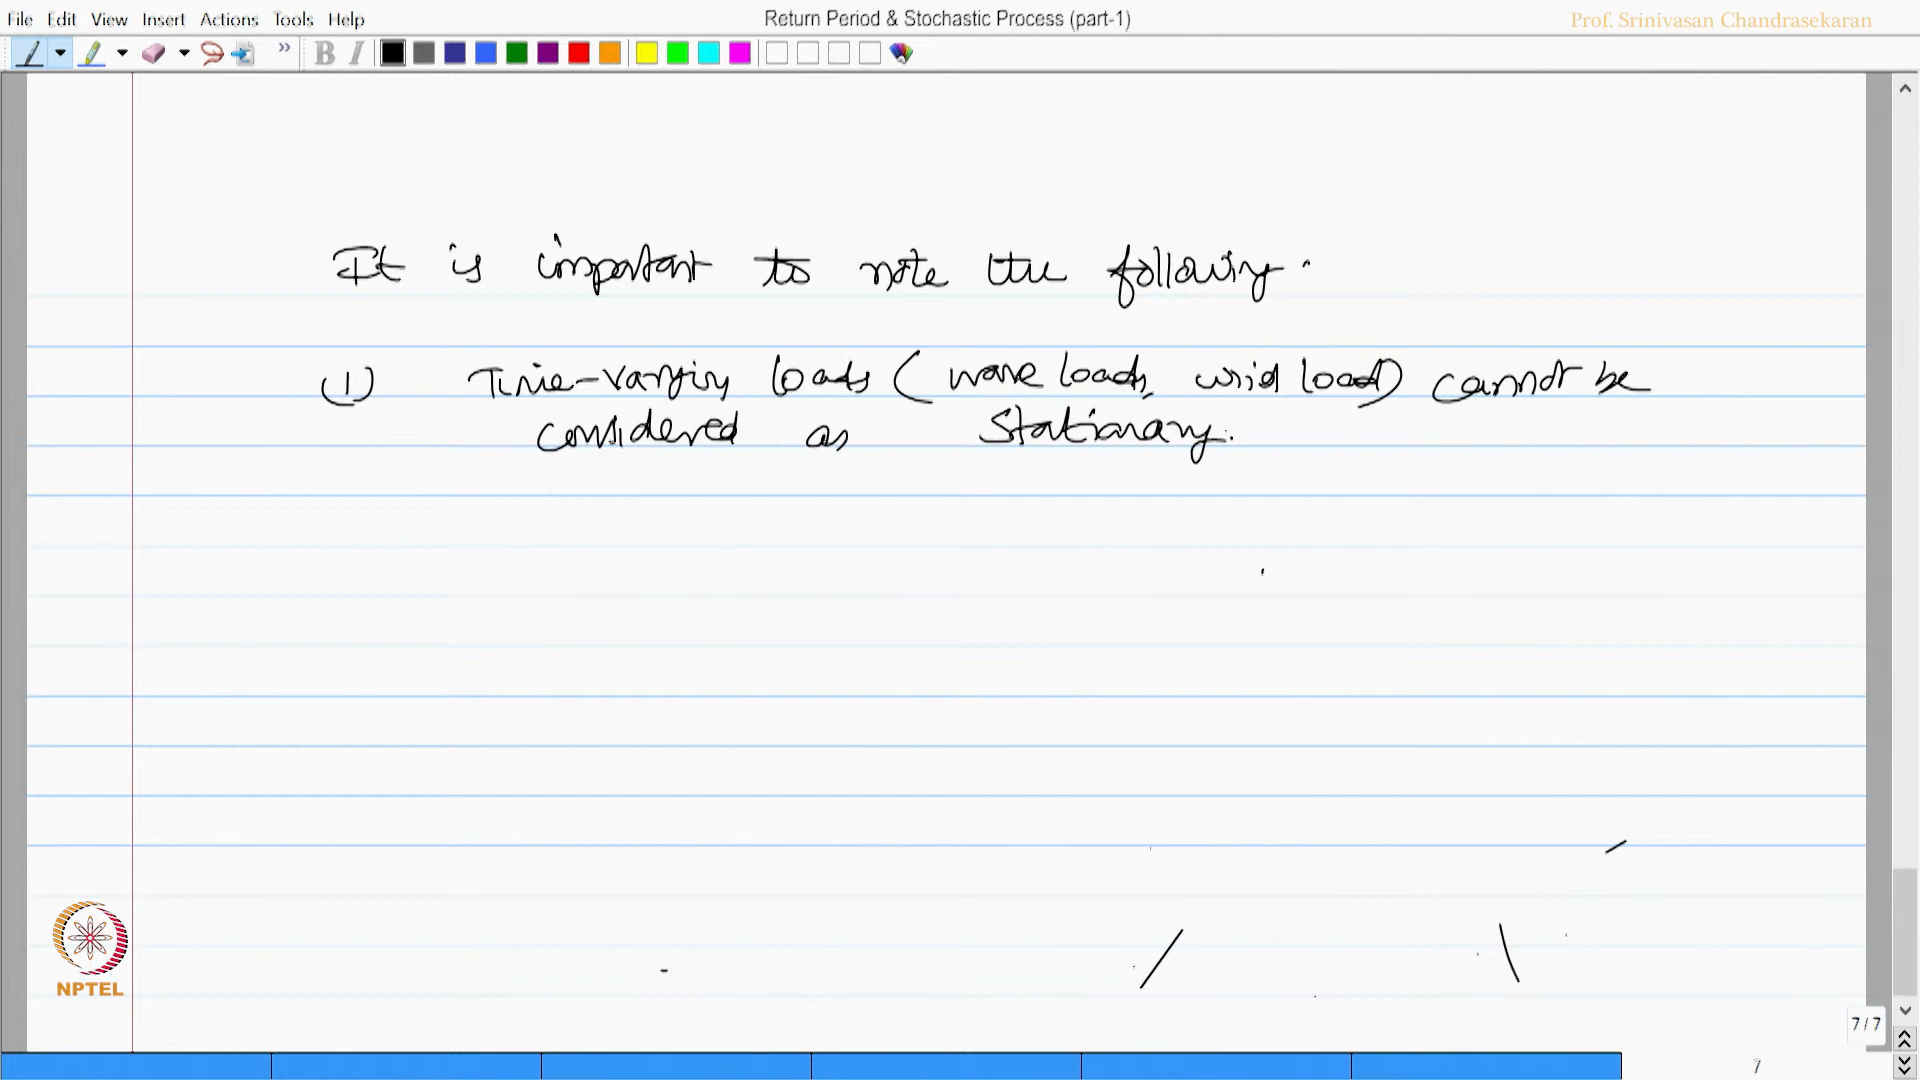 File Edit View Insert Actions Tools Help
Return Period & Stochastic Process (part-1)
Prof. Srinivasan Chandrasekaran
B I
It is important to note the following.
(1) Time-varying loads (wave loads, wind load) cannot be
considered as stationary.
NPTEL
7/7
7